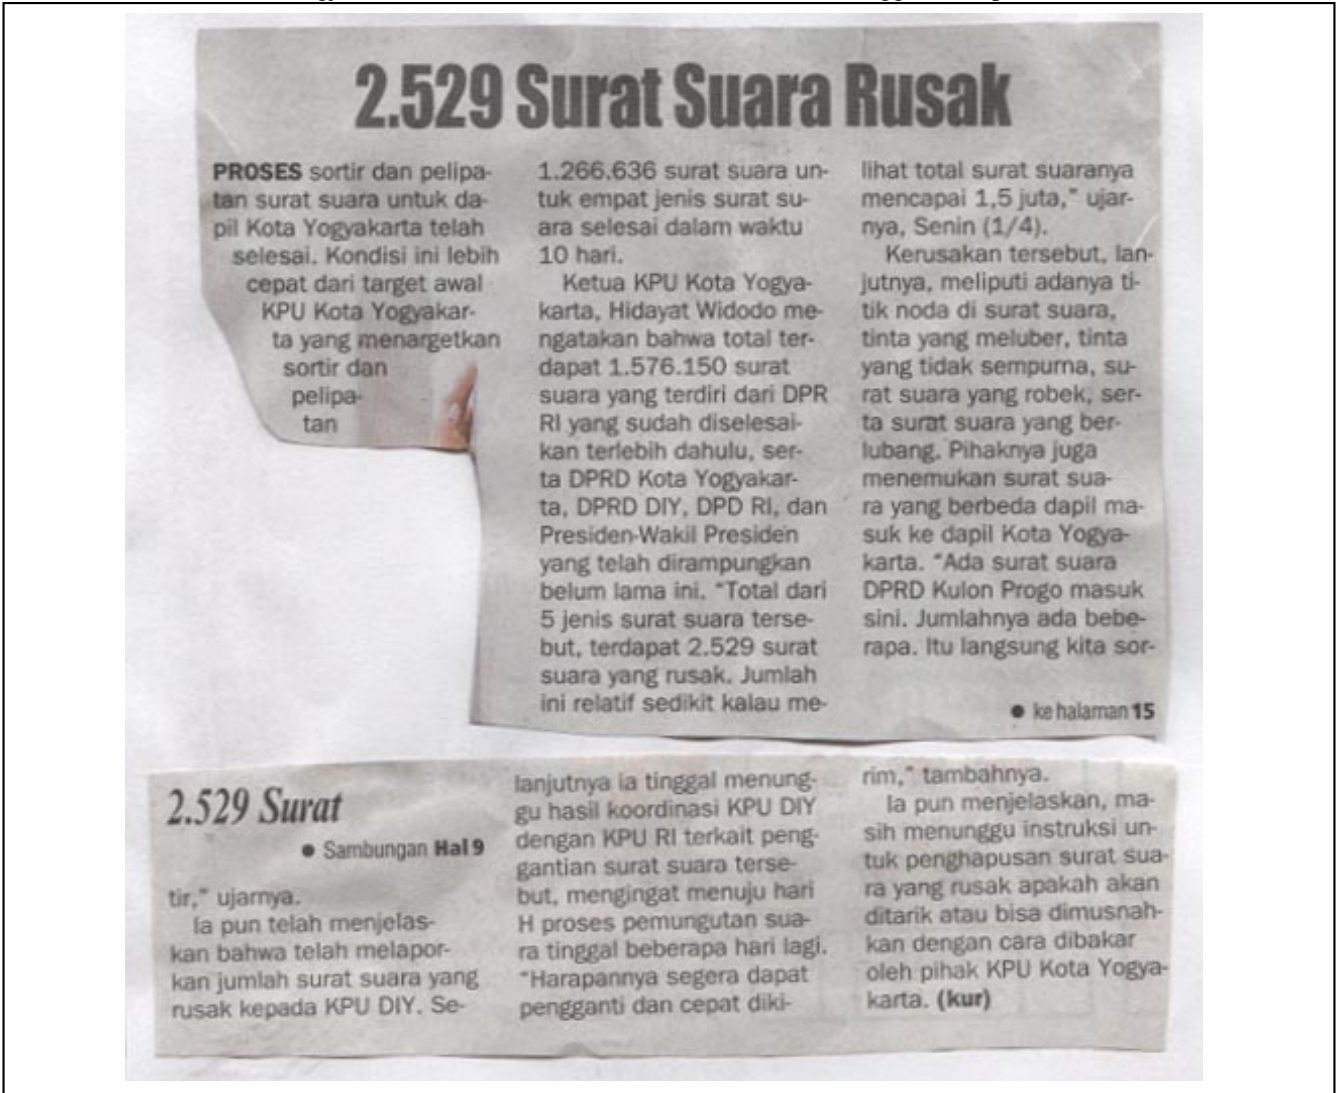 2.529 Surat Suara Rusak
PROSES sortir dan pelipa-
tan surat suara untuk da-
pil Kota Yogyakarta telah
selesai. Kondisi ini lebih
cepat dari target awal
KPU Kota Yogyakar-
ta yang menargetkan
sortir dan
pelipa-
tan
1.266.636 surat suara un-
tuk empat jenis surat su-
ara selesai dalam waktu
10 hari.
Ketua KPU Kota Yogya-
karta, Hidayat Widodo me-
ngatakan bahwa total ter-
dapat 1.576.150 surat
suara yang terdiri dari DPR
RI yang sudah diselesai-
kan terlebih dahulu, ser-
ta DPRD Kota Yogyakar-
ta, DPRD DIY, DPD RI, dan
Presiden-Wakil Presiden
yang telah dirampungkan
belum lama ini. "Total dari
5 jenis surat suara terse-
but, terdapat 2.529 surat
suara yang rusak. Jumlah
ini relatif sedikit kalau me-
lihat total surat suaranya
mencapai 1,5 juta," ujar-
nya, Senin (1/4).
Kerusakan tersebut, lan-
jutnya, meliputi adanya ti-
tik noda di surat suara,
tinta yang meluber, tinta
yang tidak sempurna, su-
rat suara yang robek, ser-
ta surat suara yang ber-
lubang. Pihaknya juga
menemukan surat sua-
ra yang berbeda dapil ma-
suk ke dapil Kota Yogya-
karta. "Ada surat suara
DPRD Kulon Progo masuk
sini. Jumlahnya ada bebe-
rapa. Itu langsung kita sor-
● ke halaman 15
2.529 Surat
● Sambungan Hal 9
tir," ujarnya.
Ia pun telah menjelas-
kan bahwa telah melapor-
kan jumlah surat suara yang
rusak kepada KPU DIY. Se-
lanjutnya ia tinggal menung-
gu hasil koordinasi KPU DIY
dengan KPU RI terkait peng-
gantian surat suara terse-
but, mengingat menuju hari
H proses pemungutan sua-
ra tinggal beberapa hari lagi.
"Harapannya segera dapat
pengganti dan cepat diki-
rim," tambahnya.
Ia pun menjelaskan, ma-
sih menunggu instruksi un-
tuk penghapusan surat sua-
ra yang rusak apakah akan
ditarik atau bisa dimusnah-
kan dengan cara dibakar
oleh pihak KPU Kota Yogya-
karta. (kur)